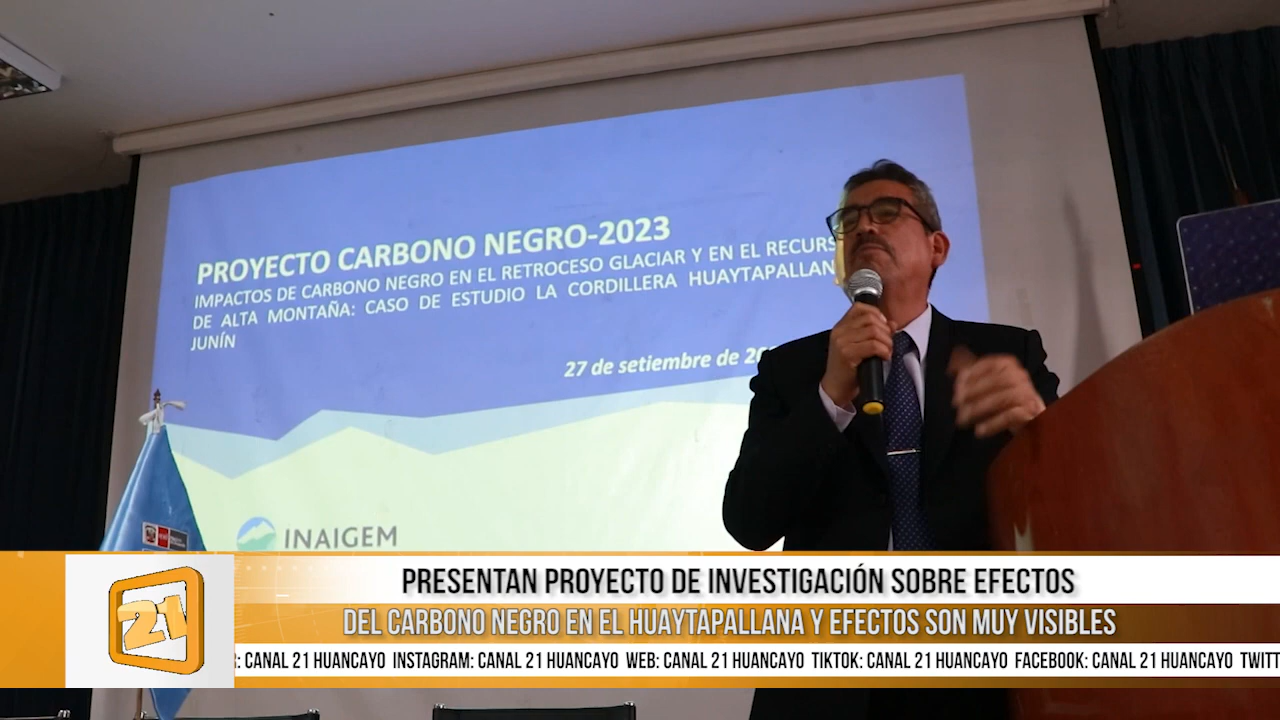 PROYECTO CARBONO NEGRO-2023
IMPACTOS DE CARBONO NEGRO EN EL RETROCESO GLACIAR Y EN EL RECURS
DE ALTA MONTAÑA: CASO DE ESTUDIO LA CORDILLERA HUAYTAPALLAN
JUNÍN
27 de setiembre de
INAIGEM
21
PRESENTAN PROYECTO DE INVESTIGACIÓN SOBRE EFECTOS
DEL CARBONO NEGRO EN EL HUAYTAPALLANA Y EFECTOS SON MUY VISIBLES
: CANAL 21 HUANCAYO INSTAGRAM: CANAL 21 HUANCAYO WEB: CANAL 21 HUANCAYO TIKTOK: CANAL 21 HUANCAYO FACEBOOK: CANAL 21 HUANCAYO TWITT